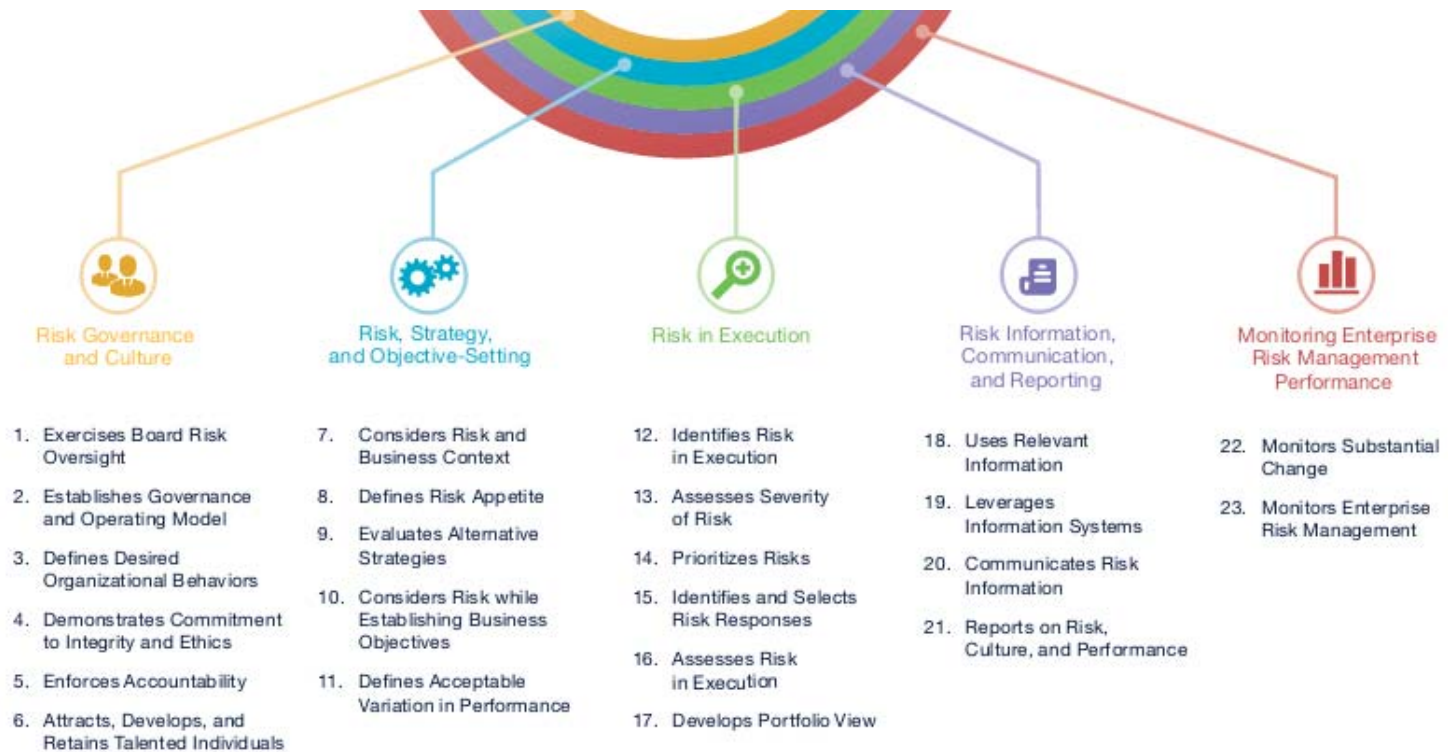 Risk Governance
and Culture
Risk, Strategy,
and Objective-Setting
Risk in Execution
Risk Information,
Communication,
and Reporting
Monitoring Enterprise
Risk Management
Performance
1. Exercises Board Risk
Oversight
2. Establishes Governance
and Operating Model
3. Defines Desired
Organizational Behaviors
4. Demonstrates Commitment
to Integrity and Ethics
5. Enforces Accountability
6. Attracts, Develops, and
Retains Talented Individuals
7. Considers Risk and
Business Context
8. Defines Risk Appetite
9. Evaluates Alternative
Strategies
10. Considers Risk while
Establishing Business
Objectives
11. Defines Acceptable
Variation in Performance
12. Identifies Risk
in Execution
13. Assesses Severity
of Risk
14. Prioritizes Risks
15. Identifies and Selects
Risk Responses
16. Assesses Risk
in Execution
17. Develops Portfolio View
18. Uses Relevant
Information
19. Leverages
Information Systems
20. Communicates Risk
Information
21. Reports on Risk,
Culture, and Performance
22. Monitors Substantial
Change
23. Monitors Enterprise
Risk Management